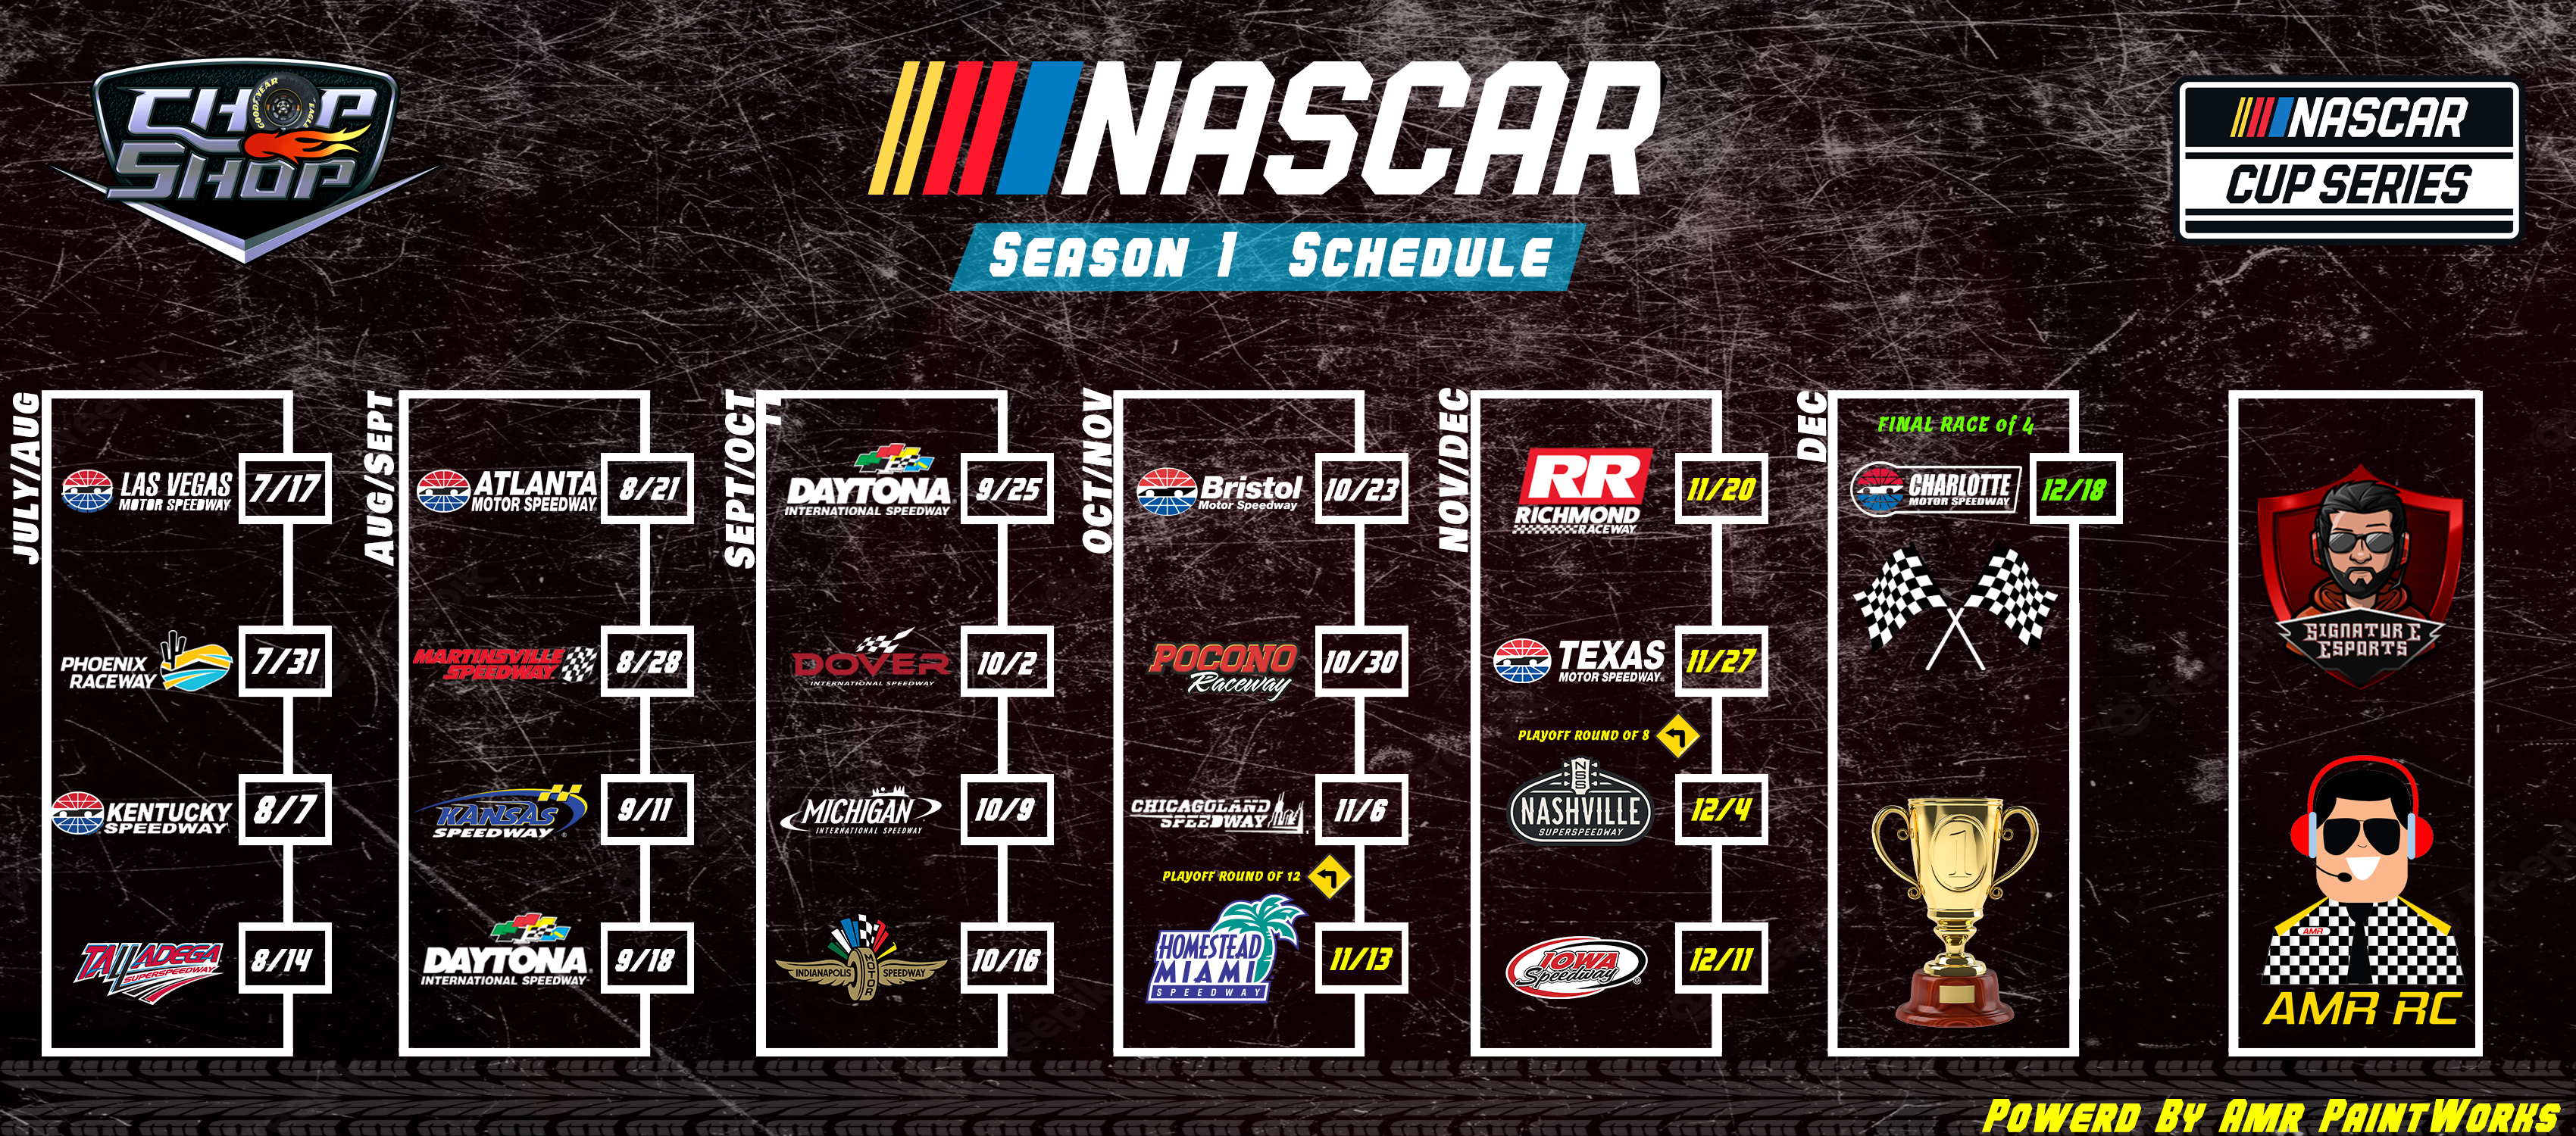 CHOP
SHOP
GOODYEAR
EAGLE
NASCAR
SEASON 1 SCHEDULE
NASCAR
CUP SERIES
JULY/AUG
LAS VEGAS
MOTOR SPEEDWAY
7/17
PHOENIX
RACEWAY
7/31
KENTUCKY
SPEEDWAY
8/7
TALLADEGA
SUPERSPEEDWAY
8/14
AUG/SEPT
ATLANTA
MOTOR SPEEDWAY
8/21
MARTINSVILLE
SPEEDWAY
8/28
KANSAS
SPEEDWAY
9/11
DAYTONA
INTERNATIONAL SPEEDWAY
9/18
SEPT/OCT
DAYTONA
INTERNATIONAL SPEEDWAY
9/25
DOVER
INTERNATIONAL SPEEDWAY
10/2
MICHIGAN
INTERNATIONAL SPEEDWAY
10/9
INDIANAPOLIS MOTOR SPEEDWAY
10/16
OCT/NOV
Bristol
Motor Speedway
10/23
POCONO
Raceway
10/30
CHICAGOLAND
SPEEDWAY
11/6
PLAYOFF ROUND OF 12
HOMESTEAD
MIAMI
SPEEDWAY
11/13
NOV/DEC
RR
RICHMOND
RACEWAY
11/20
TEXAS
MOTOR SPEEDWAY
11/27
PLAYOFF ROUND OF 8
NSS
NASHVILLE
SUPERSPEEDWAY
12/4
IOWA
Speedway
12/11
DEC
FINAL RACE of 4
CHARLOTTE
MOTOR SPEEDWAY
12/18
1
SIGNATURE
ESPORTS
AMR
AMR RC
POWERD BY AMR PAINTWORKS